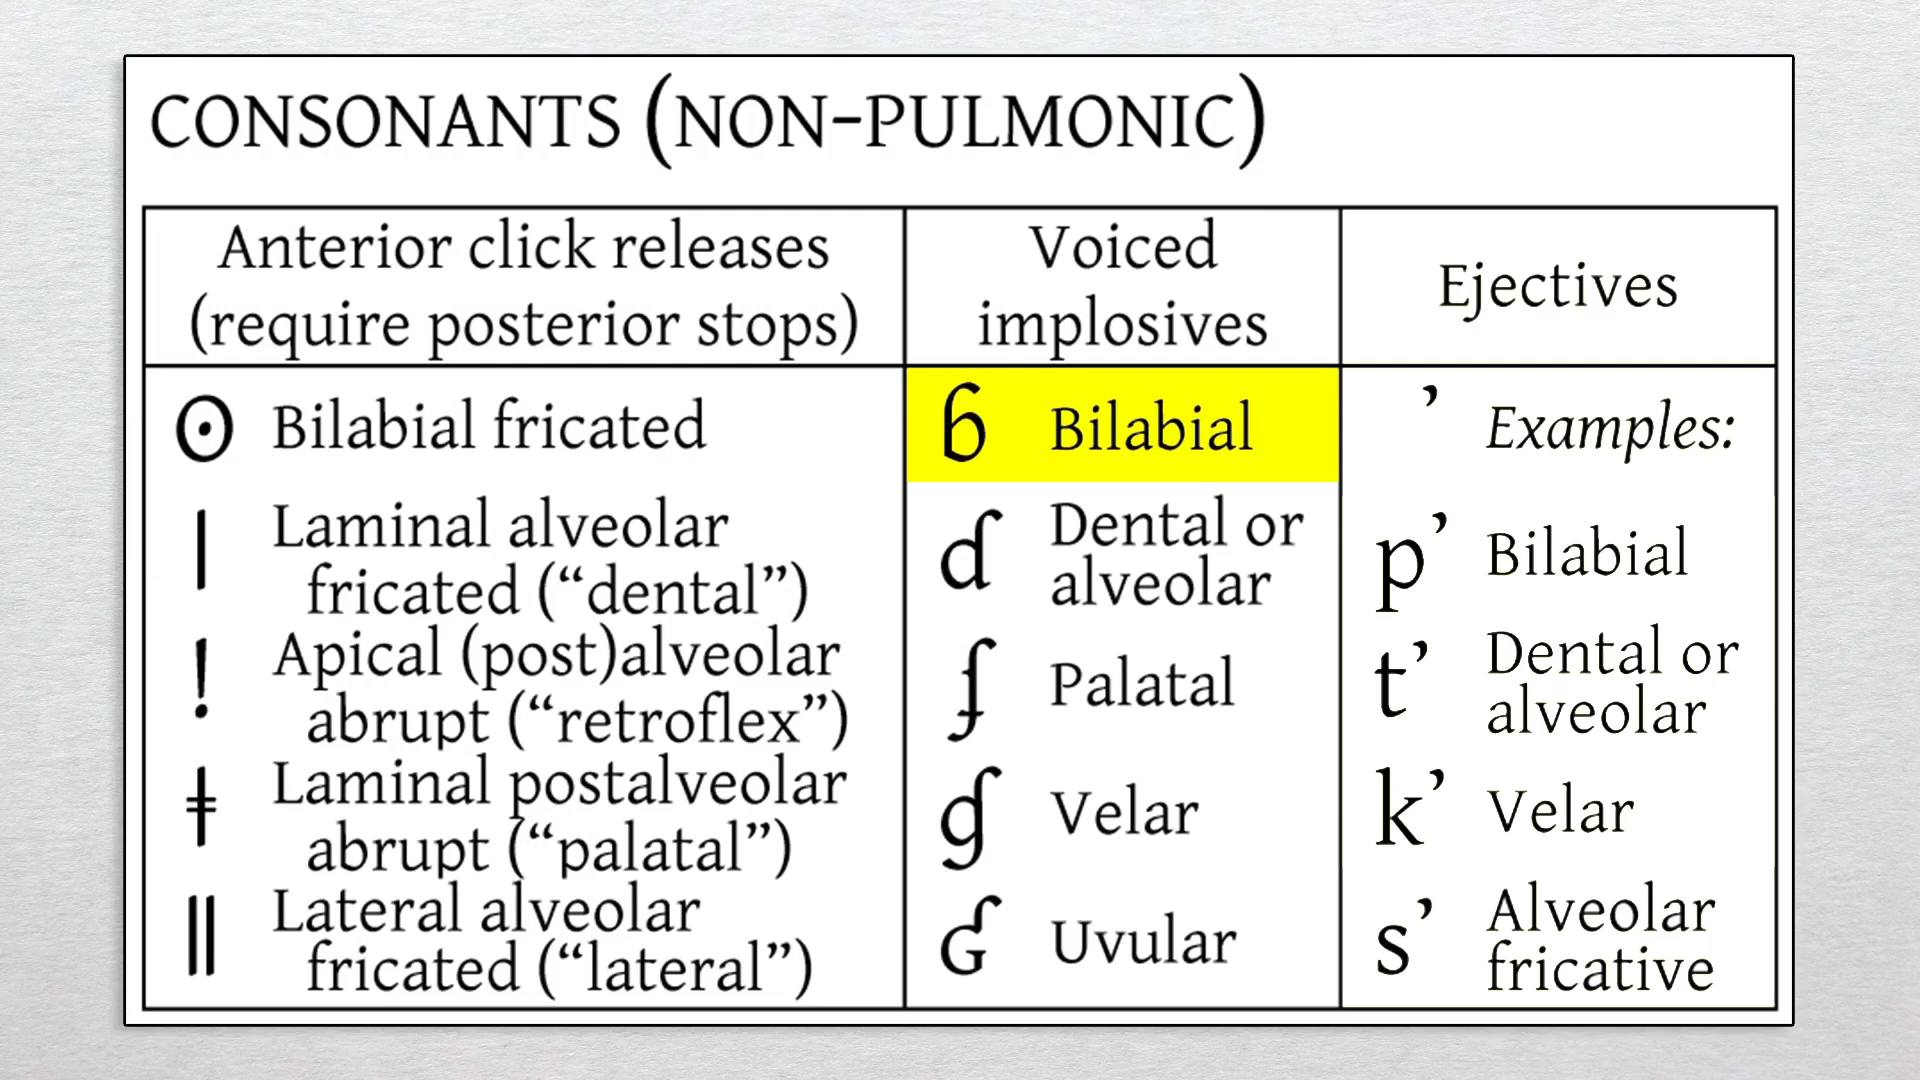 CONSONANTS (NON-PULMONIC)
Anterior click releases
(require posterior stops)
Voiced
implosives
Ejectives
ʘ Bilabial fricated
ɓ Bilabial
ʼ Examples:
ǀ Laminal alveolar
fricated (“dental”)
ɗ Dental or
alveolar
pʼ Bilabial
ǃ Apical (post)alveolar
abrupt (“retroflex”)
ʄ Palatal
tʼ Dental or
alveolar
ǂ Laminal postalveolar
abrupt (“palatal”)
ɠ Velar
kʼ Velar
ǁ Lateral alveolar
fricated (“lateral”)
ʛ Uvular
sʼ Alveolar
fricative